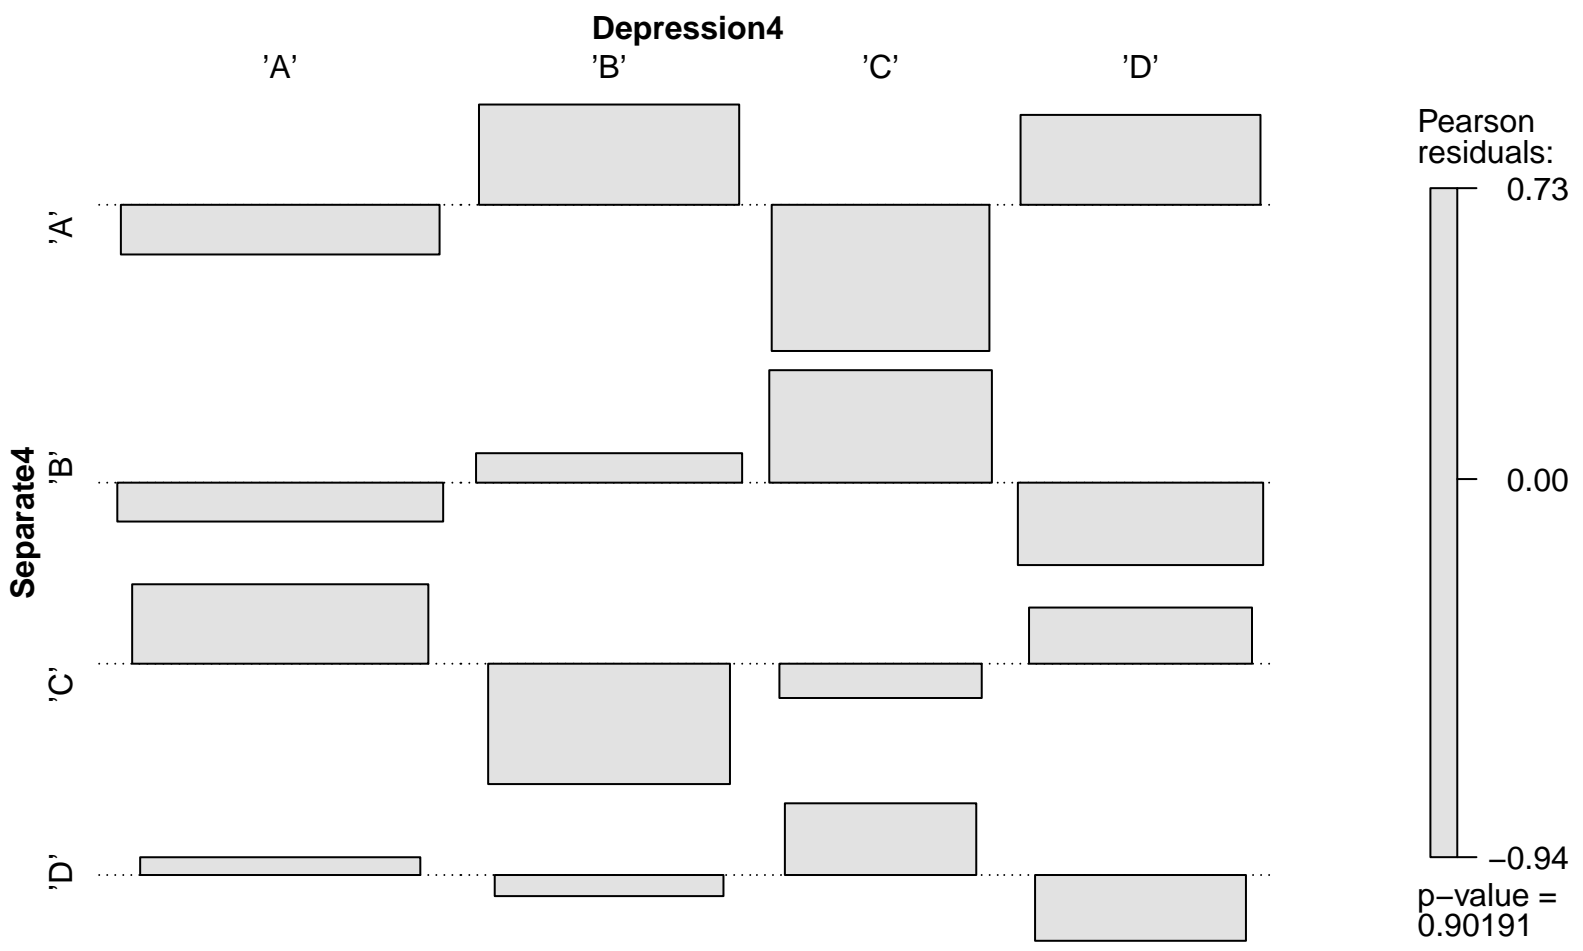 Depression4
’A’ ’B’ ’C’ ’D’
Separate4
’A’
’B’
’C’
’D’
Pearson
residuals:
0.73
0.00
−0.94
p−value =
0.90191